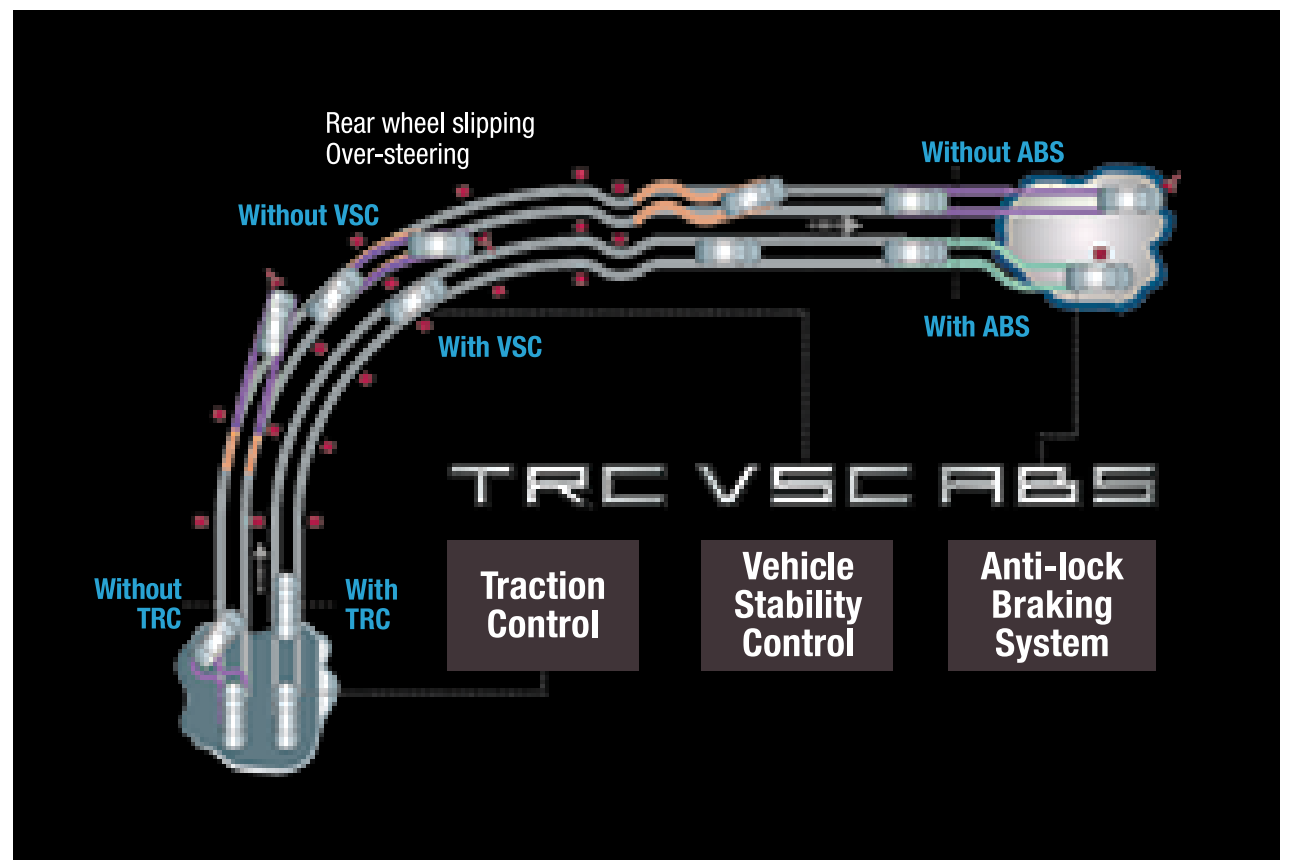 Rear wheel slipping
Over-steering
Without ABS
Without VSC
With ABS
With VSC
TRC VSC ABS
Without
TRC
With
TRC
Traction
Control
Vehicle
Stability
Control
Anti-lock
Braking
System